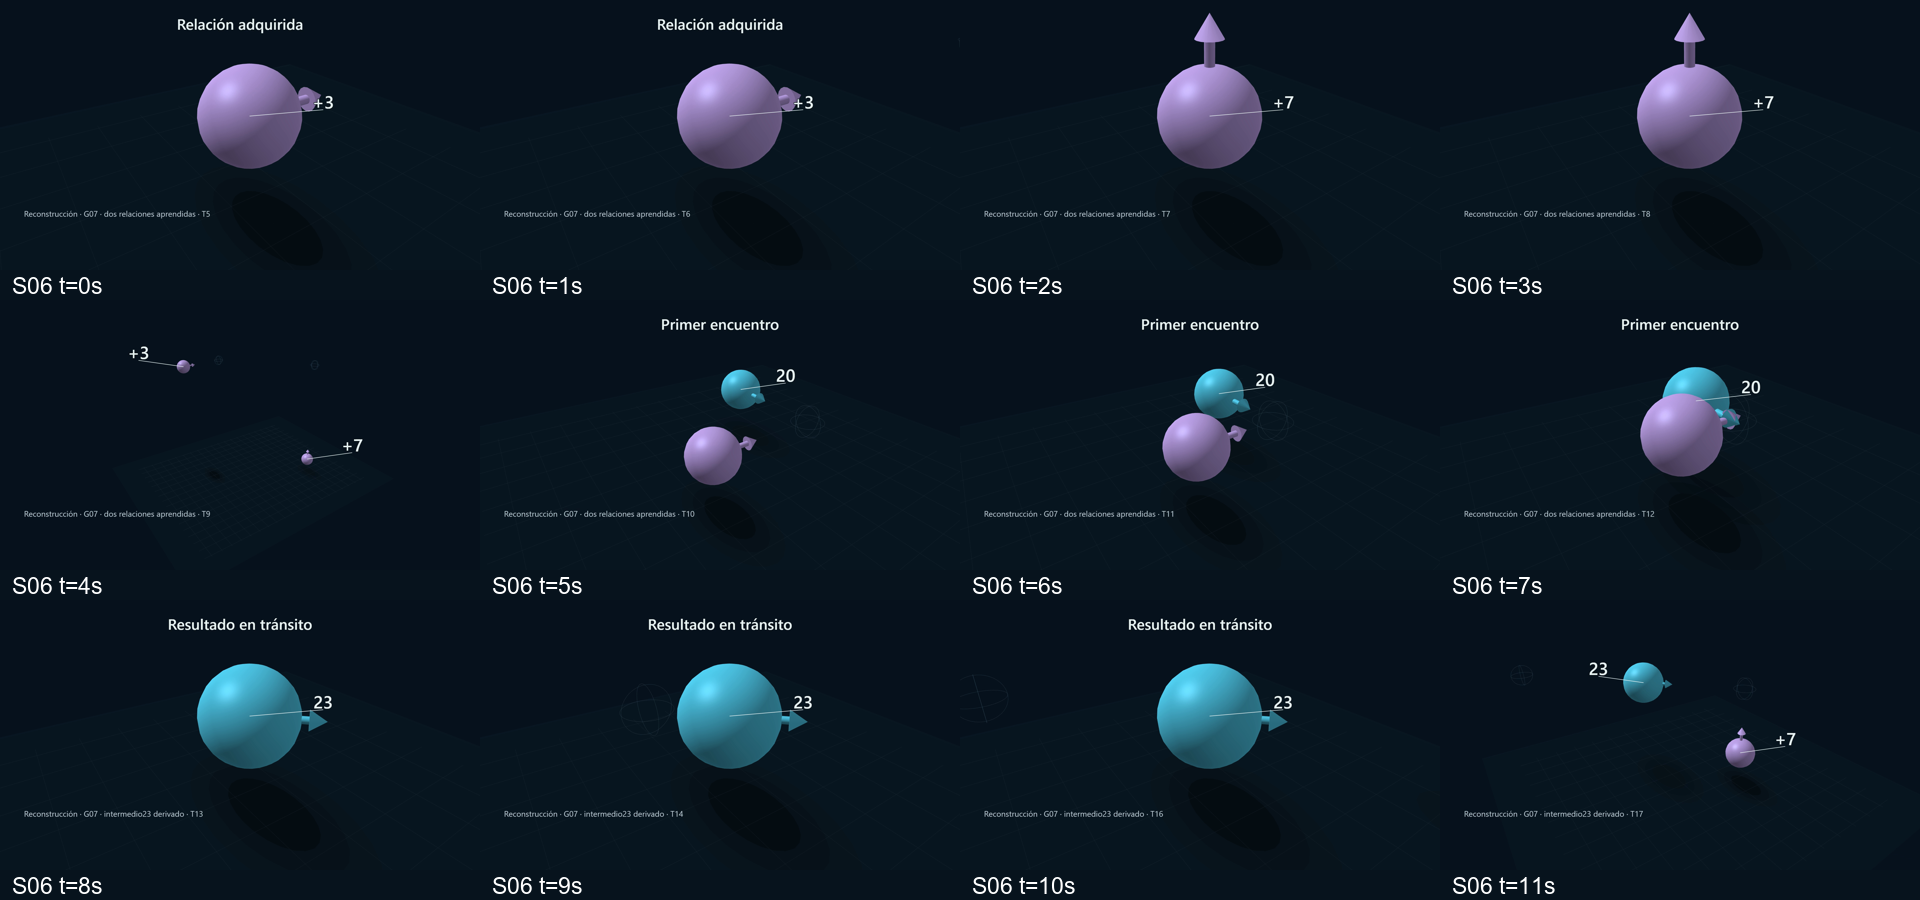 Relación adquirida
+3
Reconstrucción · G07 · dos relaciones aprendidas · T5
S06 t=0s
Relación adquirida
+3
Reconstrucción · G07 · dos relaciones aprendidas · T6
S06 t=1s
+7
Reconstrucción · G07 · dos relaciones aprendidas · T7
S06 t=2s
+7
Reconstrucción · G07 · dos relaciones aprendidas · T8
S06 t=3s
+3
+7
Reconstrucción · G07 · dos relaciones aprendidas · T9
S06 t=4s
Primer encuentro
20
Reconstrucción · G07 · dos relaciones aprendidas · T10
S06 t=5s
Primer encuentro
20
Reconstrucción · G07 · dos relaciones aprendidas · T11
S06 t=6s
Primer encuentro
20
Reconstrucción · G07 · dos relaciones aprendidas · T12
S06 t=7s
Resultado en tránsito
23
Reconstrucción · G07 · intermedio23 derivado · T13
S06 t=8s
Resultado en tránsito
23
Reconstrucción · G07 · intermedio23 derivado · T14
S06 t=9s
Resultado en tránsito
23
Reconstrucción · G07 · intermedio23 derivado · T16
S06 t=10s
23
+7
Reconstrucción · G07 · intermedio23 derivado · T17
S06 t=11s